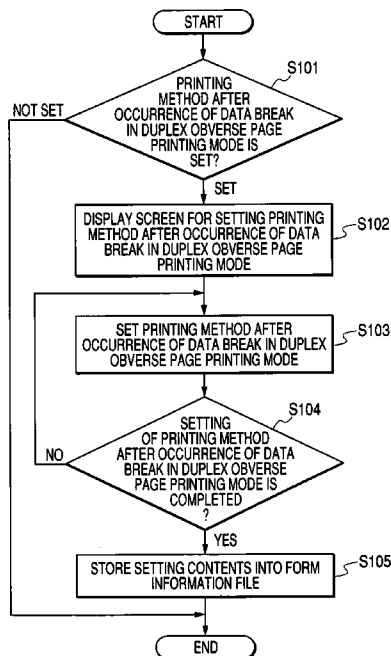 START
S101
PRINTING
METHOD AFTER
OCCURRENCE OF DATA BREAK
IN DUPLEX OBVERSE PAGE
PRINTING MODE IS
SET?
NOT SET
SET
S102
DISPLAY SCREEN FOR SETTING PRINTING
METHOD AFTER OCCURRENCE OF DATA
BREAK IN DUPLEX OBVERSE PAGE
PRINTING MODE
S103
SET PRINTING METHOD AFTER
OCCURRENCE OF DATA BREAK IN DUPLEX
OBVERSE PAGE PRINTING MODE
S104
SETTING
OF PRINTING METHOD
AFTER OCCURRENCE OF DATA
BREAK IN DUPLEX OBVERSE
PAGE PRINTING MODE IS
COMPLETED
?
NO
YES
S105
STORE SETTING CONTENTS INTO FORM
INFORMATION FILE
END